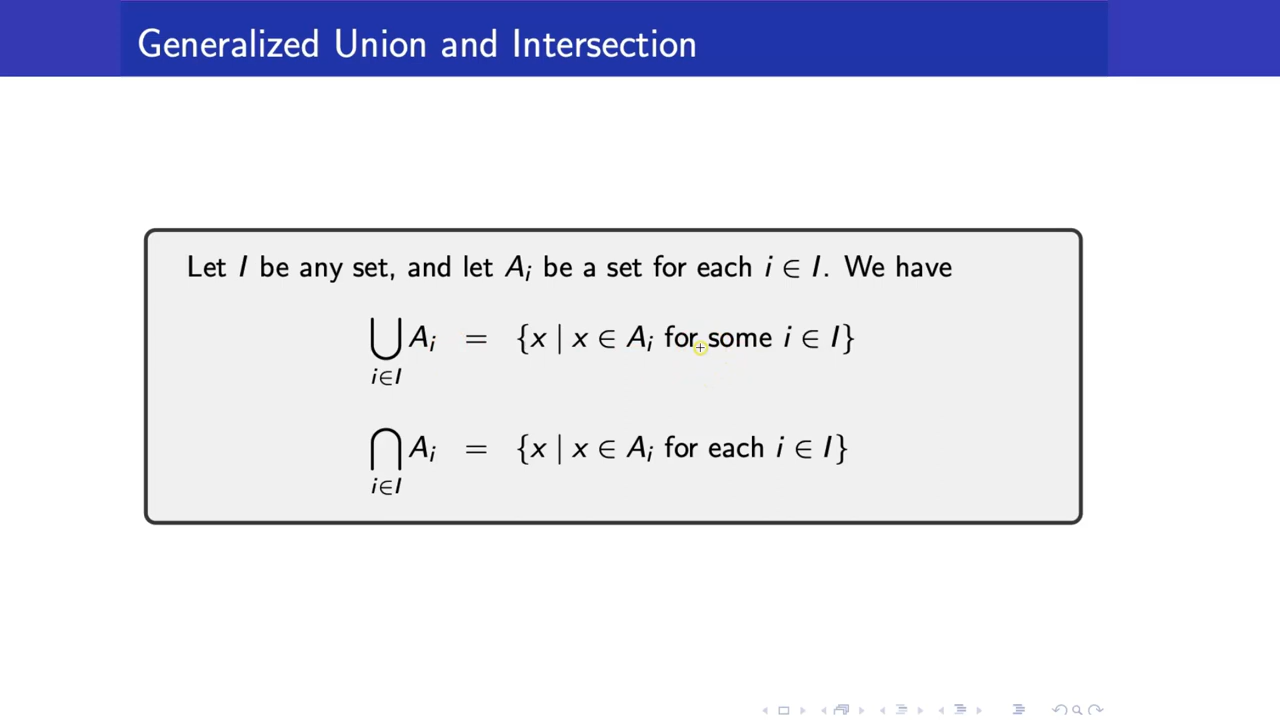 Generalized Union and Intersection
Let I be any set, and let A_i be a set for each i ∈ I. We have
⋃_{i∈I} A_i = {x | x ∈ A_i for some i ∈ I}
⋂_{i∈I} A_i = {x | x ∈ A_i for each i ∈ I}